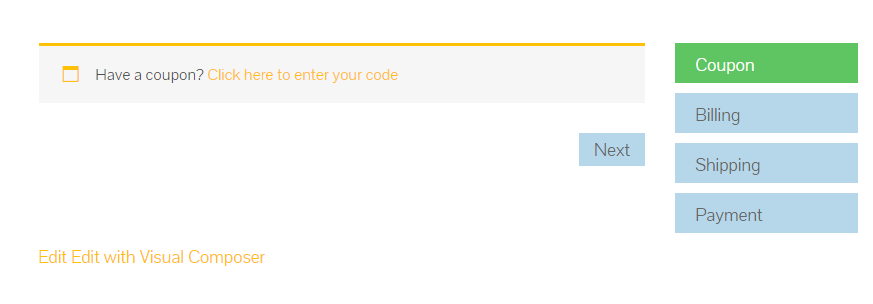 Have a coupon? Click here to enter your code
Next
Coupon
Billing
Shipping
Payment
Edit Edit with Visual Composer